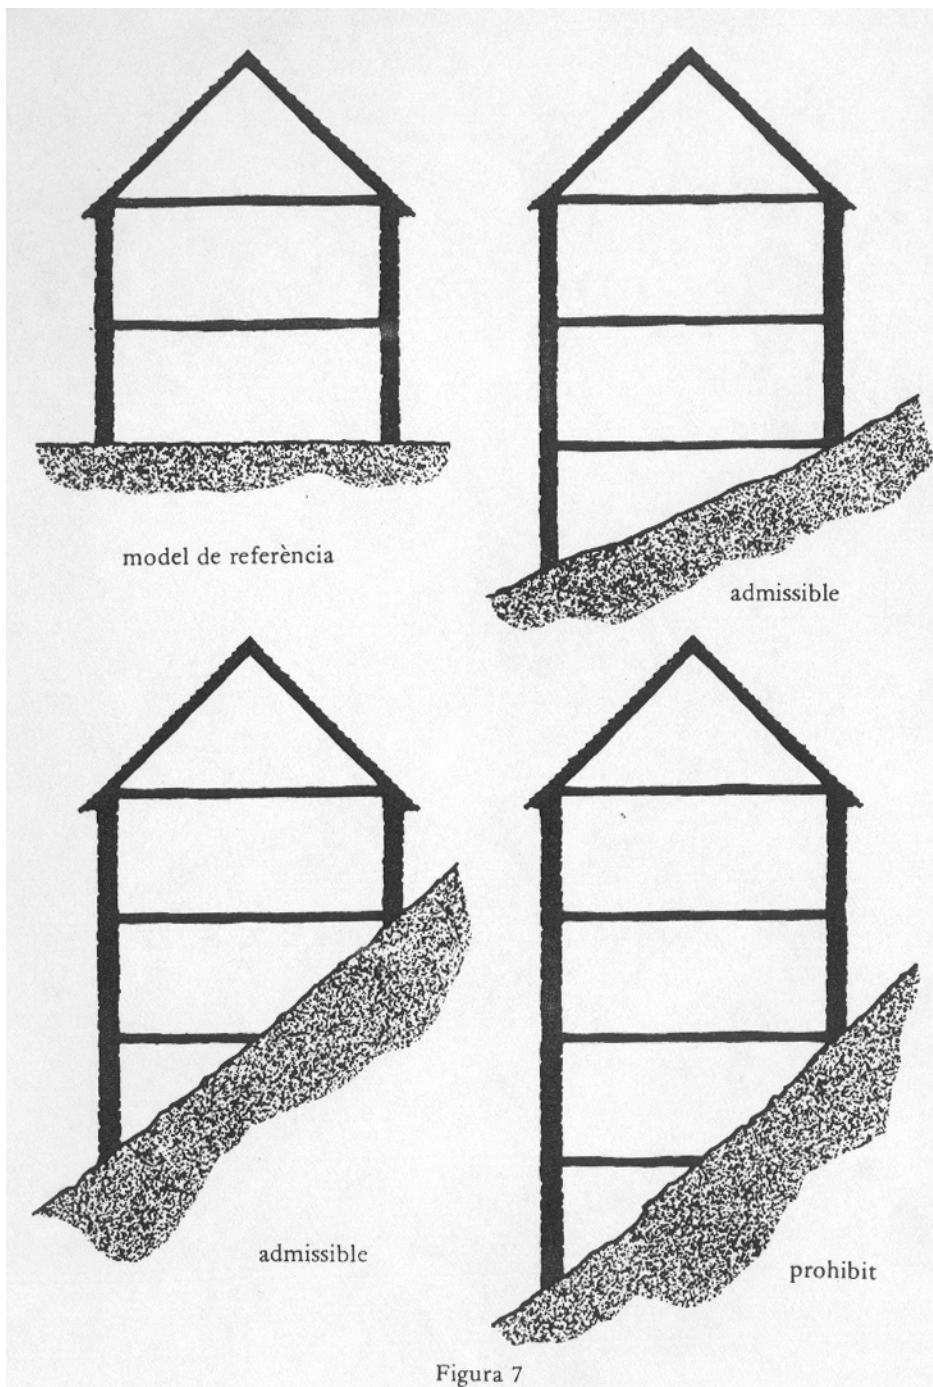 model de referència
admissible
admissible
prohibit
Figura 7